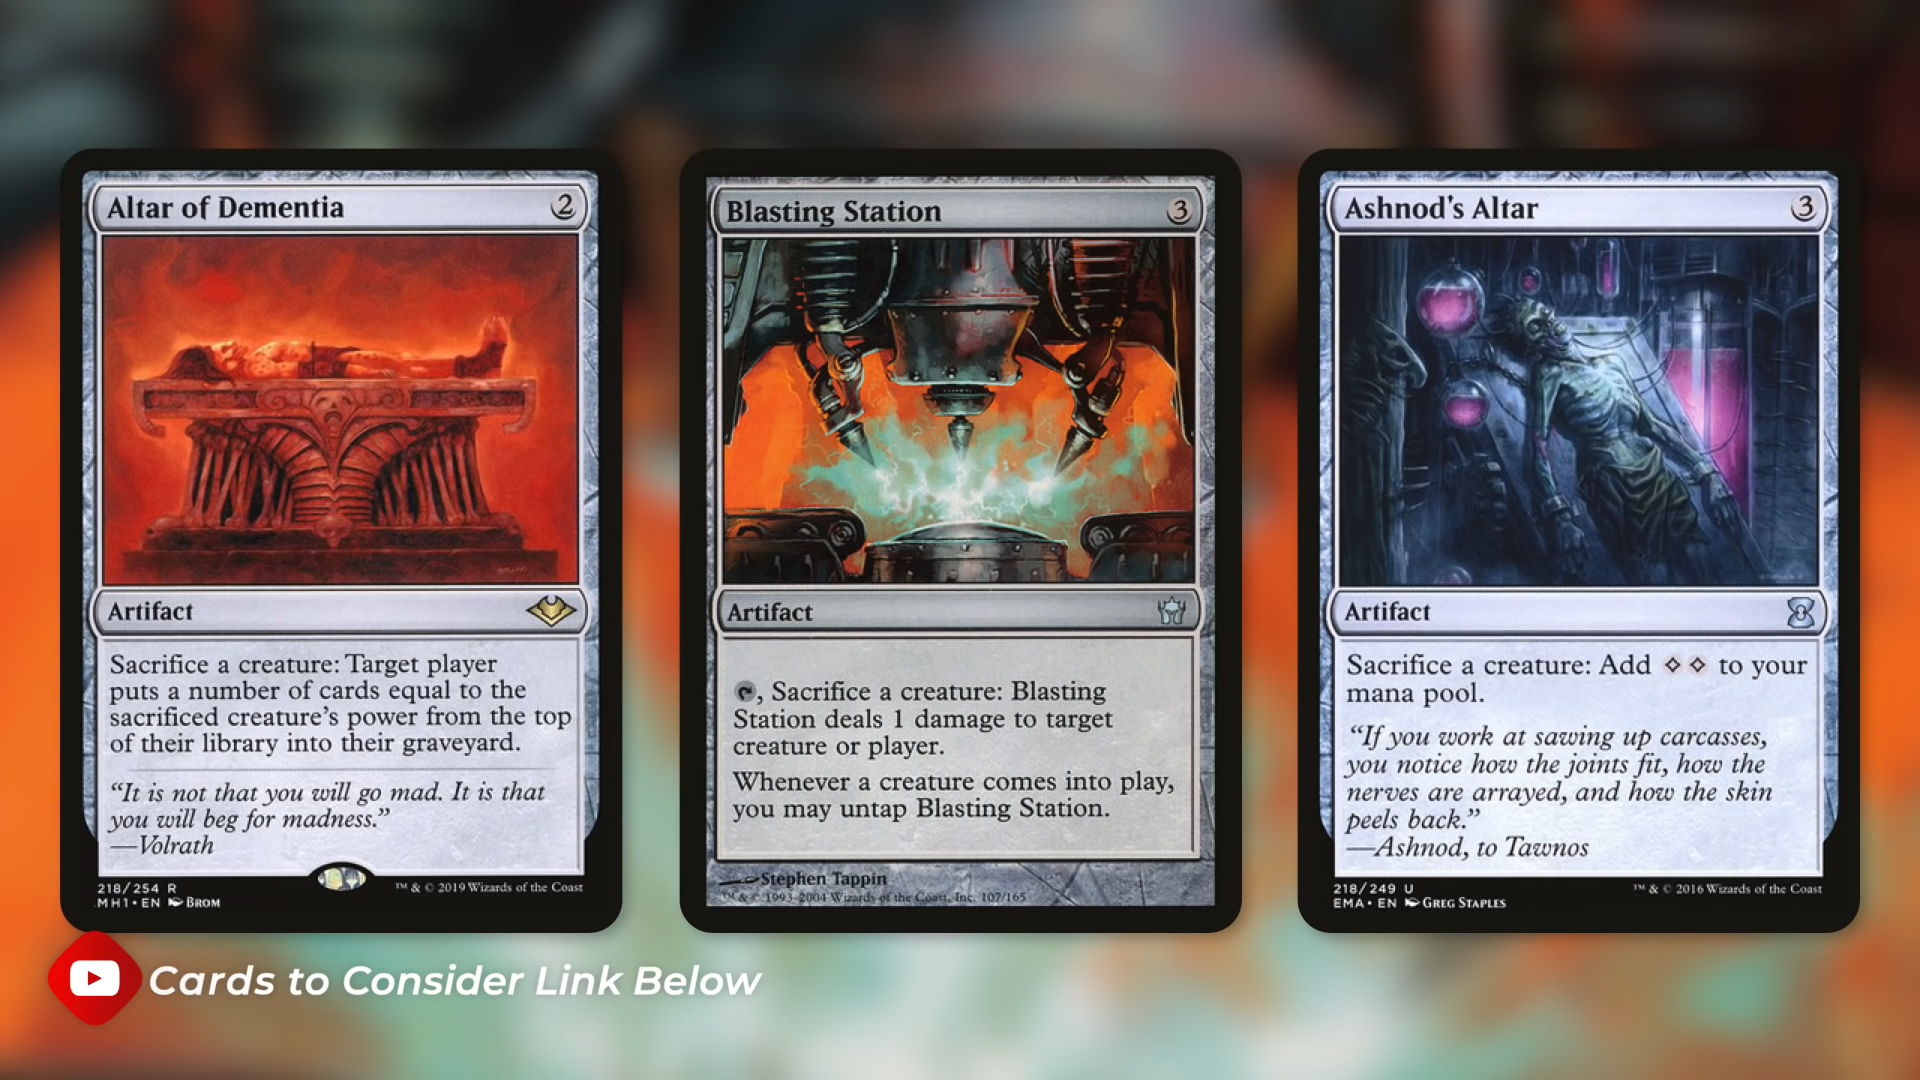 Altar of Dementia 2
Artifact
Sacrifice a creature: Target player
puts a number of cards equal to the
sacrificed creature's power from the top
of their library into their graveyard.
"It is not that you will go mad. It is that
you will beg for madness."
—Volrath
218/254 R
MH1 • EN BROM
™ & © 2019 Wizards of the Coast
Blasting Station 3
Artifact
, Sacrifice a creature: Blasting
Station deals 1 damage to target
creature or player.
Whenever a creature comes into play,
you may untap Blasting Station.
Stephen Tappin
™ & © 1993–2004 Wizards of the Coast, Inc. 107/165
Ashnod's Altar 3
Artifact
Sacrifice a creature: Add to your
mana pool.
"If you work at sawing up carcasses,
you notice how the joints fit, how the
nerves are arrayed, and how the skin
peels back."
—Ashnod, to Tawnos
218/249 U
EMA • EN GREG STAPLES
™ & © 2016 Wizards of the Coast
Cards to Consider Link Below